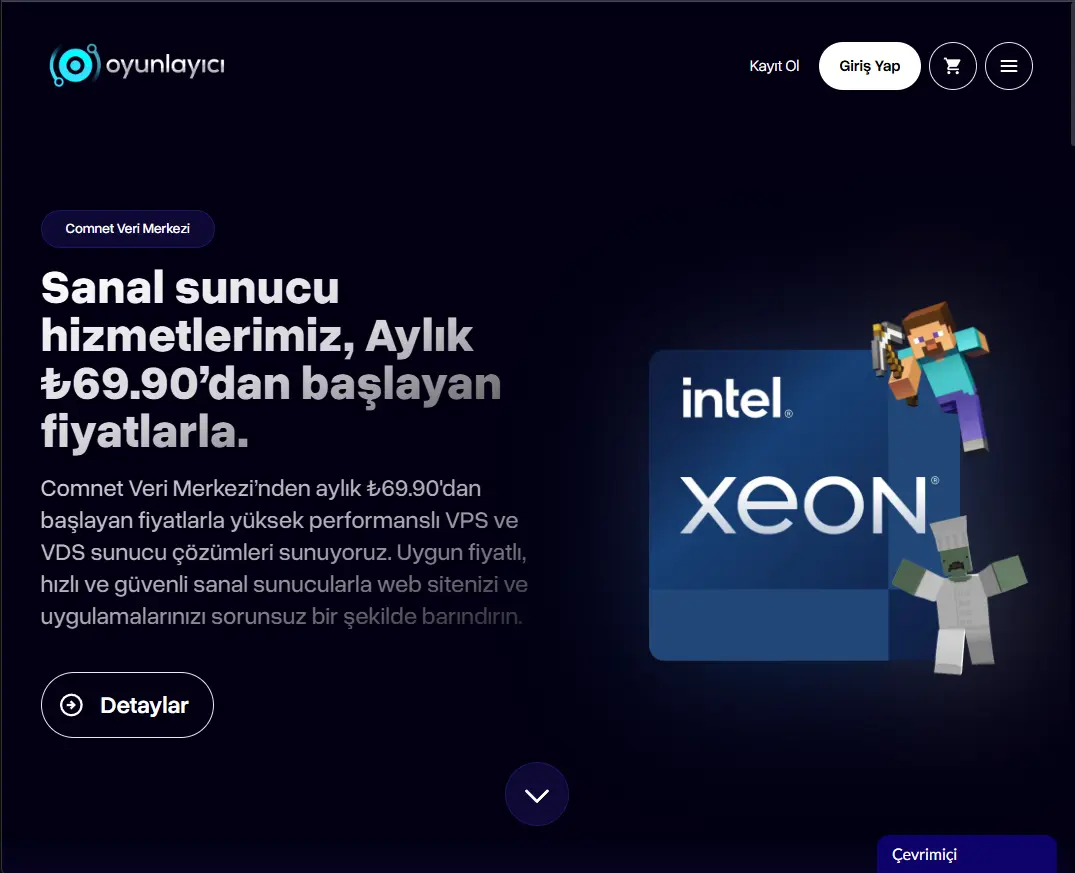 oyunlayıcı
Kayıt Ol
Giriş Yap
Comnet Veri Merkezi
Sanal sunucu
hizmetlerimiz, Aylık
₺69.90’dan başlayan
fiyatlarla.
Comnet Veri Merkezi’nden aylık ₺69.90'dan
başlayan fiyatlarla yüksek performanslı VPS ve
VDS sunucu çözümleri sunuyoruz. Uygun fiyatlı,
hızlı ve güvenli sanal sunucularla web sitenizi ve
uygulamalarınızı sorunsuz bir şekilde barındırın.
Detaylar
intel®
xeon®
Çevrimiçi